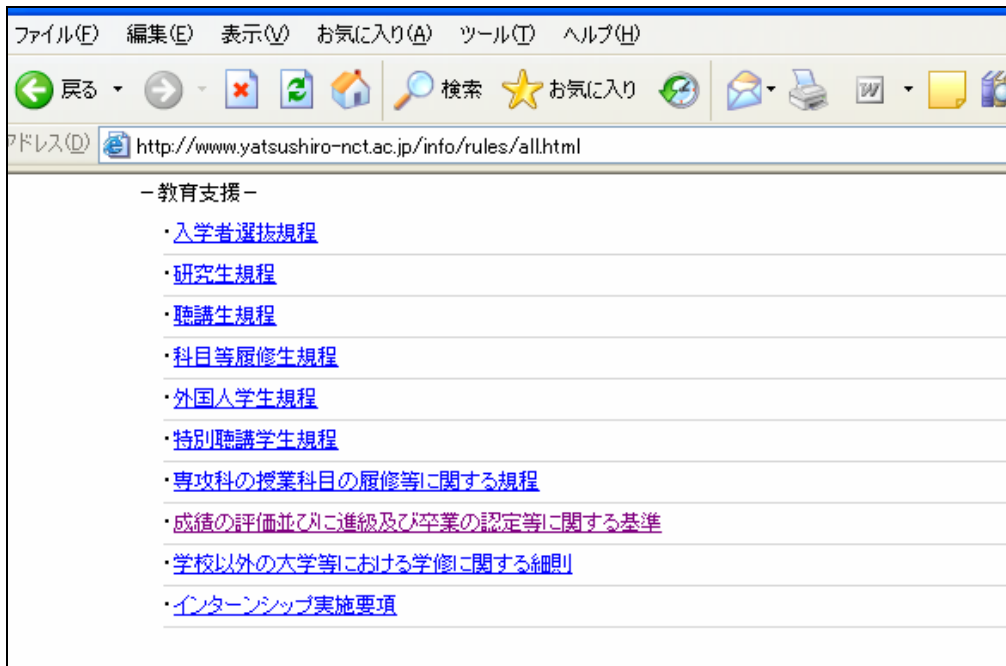 ファイル(F) 編集(E) 表示(V) お気に入り(A) ツール(T) ヘルプ(H)
戻る 検索 お気に入り W
アドレス(D) http://www.yatsushiro-nct.ac.jp/info/rules/all.html
－教育支援－
・入学者選抜規程
・研究生規程
・聴講生規程
・科目等履修生規程
・外国人学生規程
・特別聴講学生規程
・専攻科の授業科目の履修等に関する規程
・成績の評価並びに進級及び卒業の認定等に関する基準
・学校以外の大学等における学修に関する細則
・インターンシップ実施要項